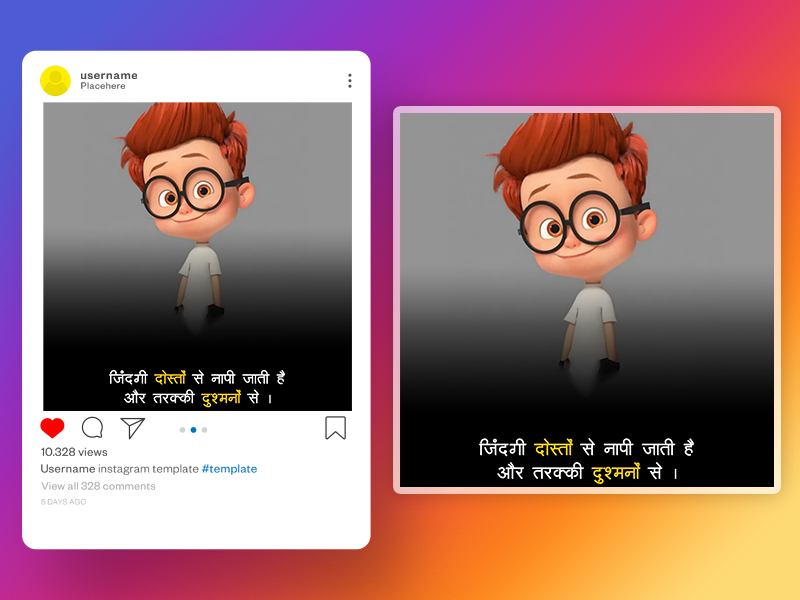 username
Placehere
जिंदगी दोस्तों से नापी जाती है
और तरक्की दुश्मनों से ।
10.328 views
Username instagram template #template
View all 328 comments
5 DAYS AGO
जिंदगी दोस्तों से नापी जाती है
और तरक्की दुश्मनों से ।